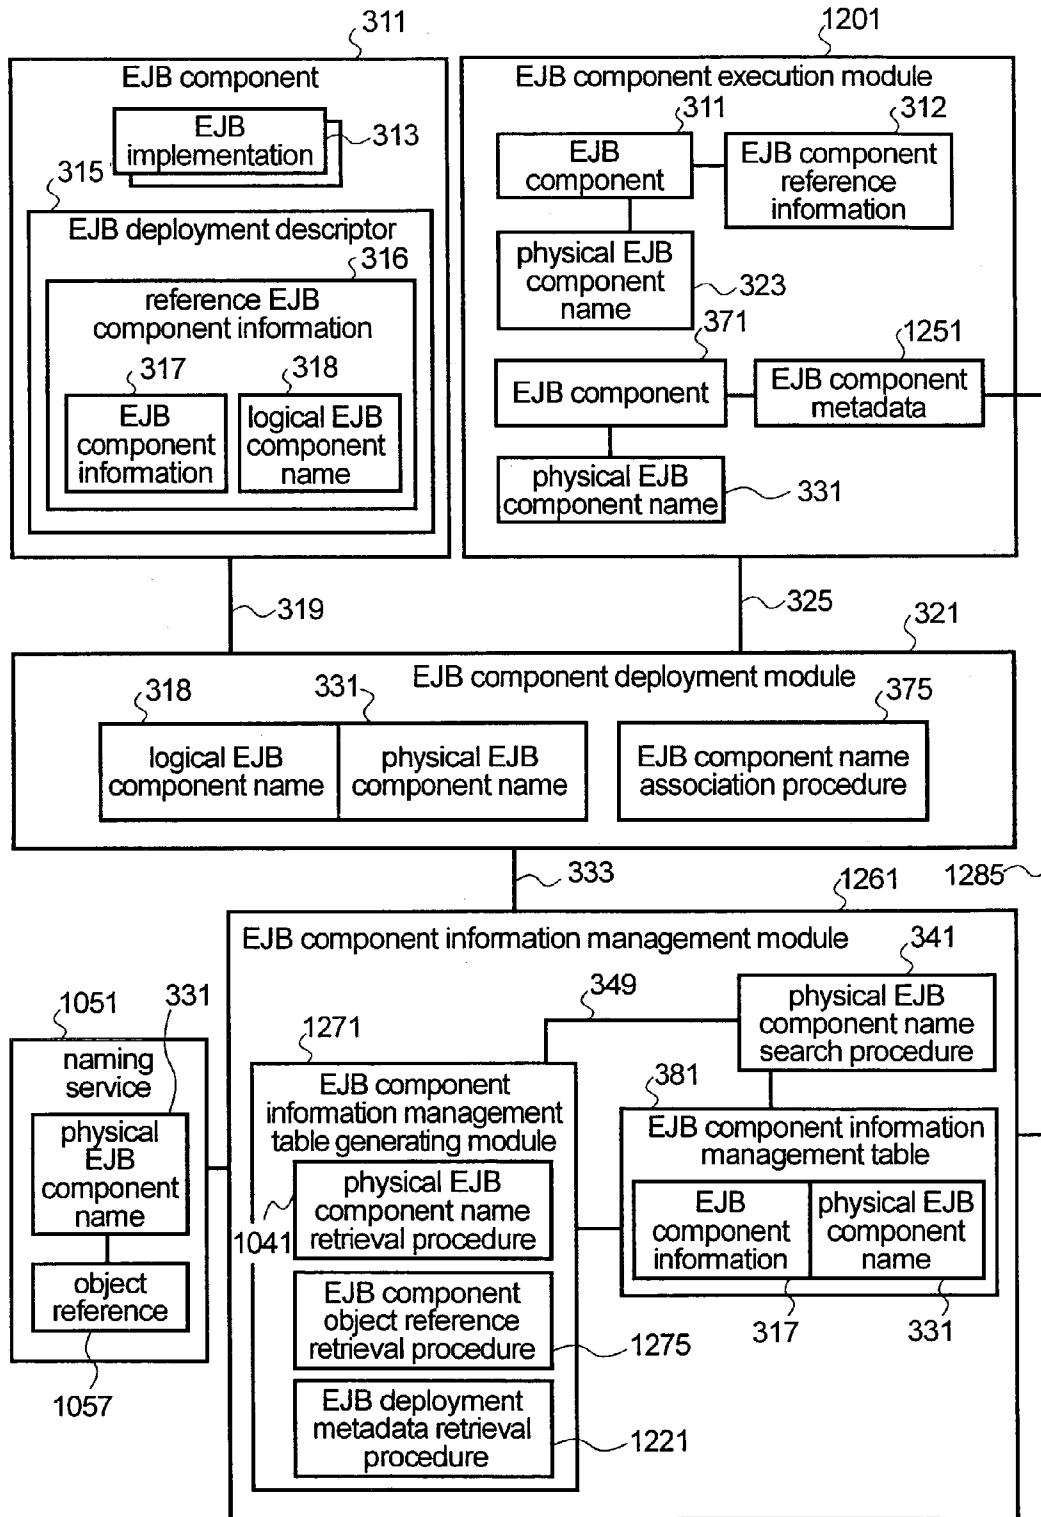 311
EJB component
EJB
implementation
313
315
EJB deployment descriptor
316
reference EJB
component information
317
EJB
component
information
318
logical EJB
component
name
1201
EJB component execution module
311
EJB
component
312
EJB component
reference
information
physical EJB
component
name
323
371
EJB component
1251
EJB component
metadata
physical EJB
component name
331
319
325
321
EJB component deployment module
318
logical EJB
component name
331
physical EJB
component name
375
EJB component name
association procedure
333
1261
1285
EJB component information management module
341
physical EJB
component name
search procedure
349
1051
naming
service
331
physical
EJB
component
name
object
reference
1057
1271
EJB component
information management
table generating module
physical EJB
component name
retrieval procedure
1041
EJB component
object reference
retrieval procedure
1275
EJB deployment
metadata retrieval
procedure
1221
381
EJB component information
management table
EJB
component
information
physical EJB
component
name
317
331